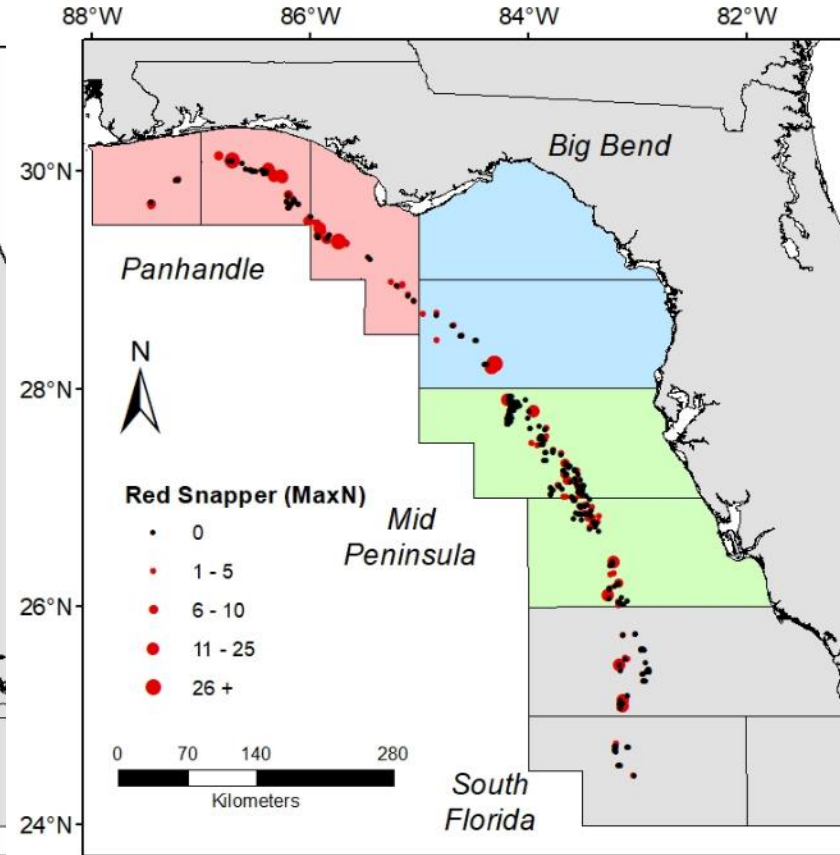 88°W 86°W 84°W 82°W
30°N
Big Bend
Panhandle
N
28°N
Red Snapper (MaxN)
0
1 - 5
6 - 10
11 - 25
26 +
Mid
Peninsula
26°N
0 70 140 280
Kilometers
South
Florida
24°N